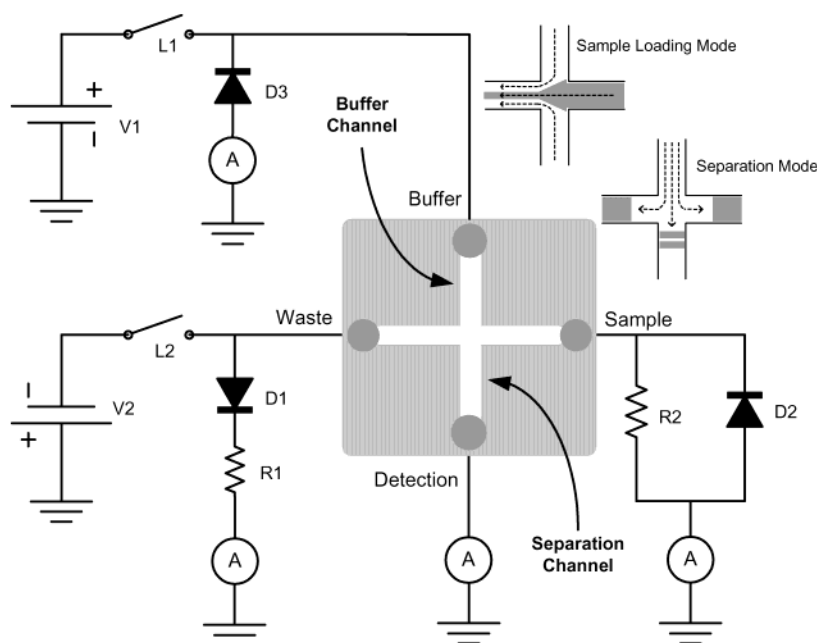 L1
Sample Loading Mode
+
D3
V1
–
A
Buffer
Channel
Separation Mode
Buffer
Waste
Sample
L2
–
V2
+
D1
R2
D2
R1
Detection
A
A
Separation
Channel
A